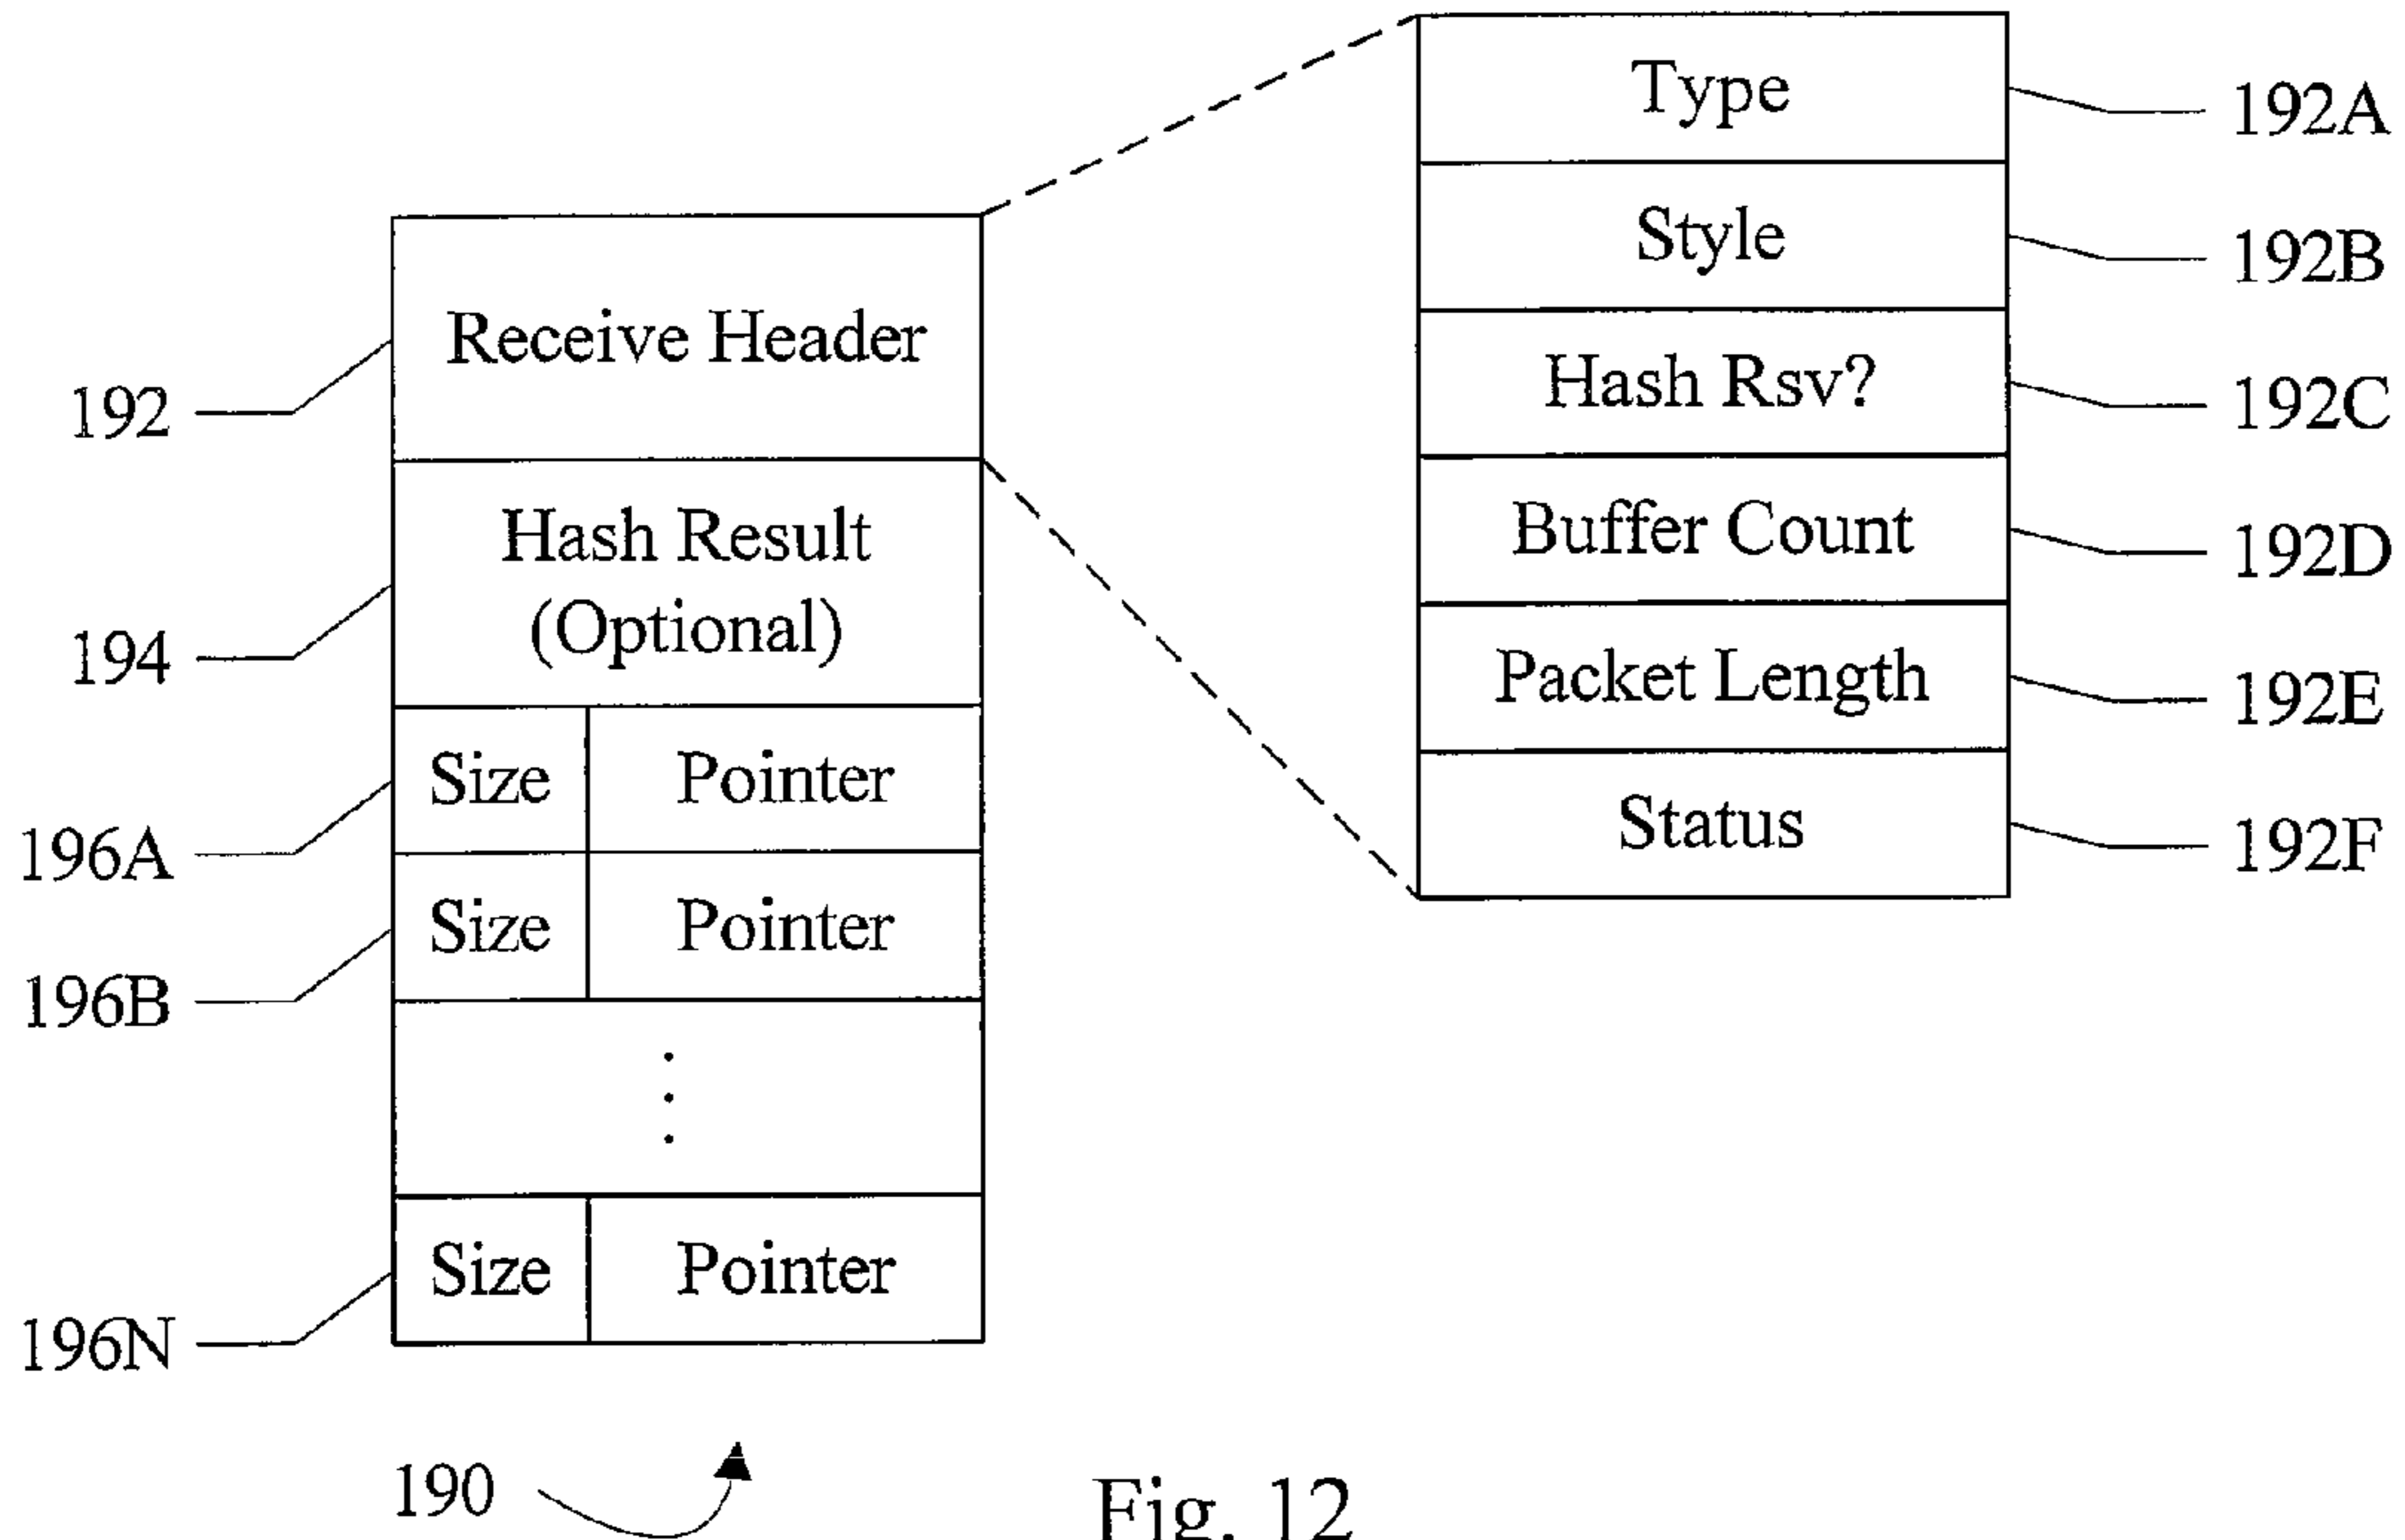 Receive Header
192
Hash Result
(Optional)
194
Size Pointer
196A
Size Pointer
196B
Size Pointer
196N
190
Type
192A
Style
192B
Hash Rsv?
192C
Buffer Count
192D
Packet Length
192E
Status
192F
Fig. 12